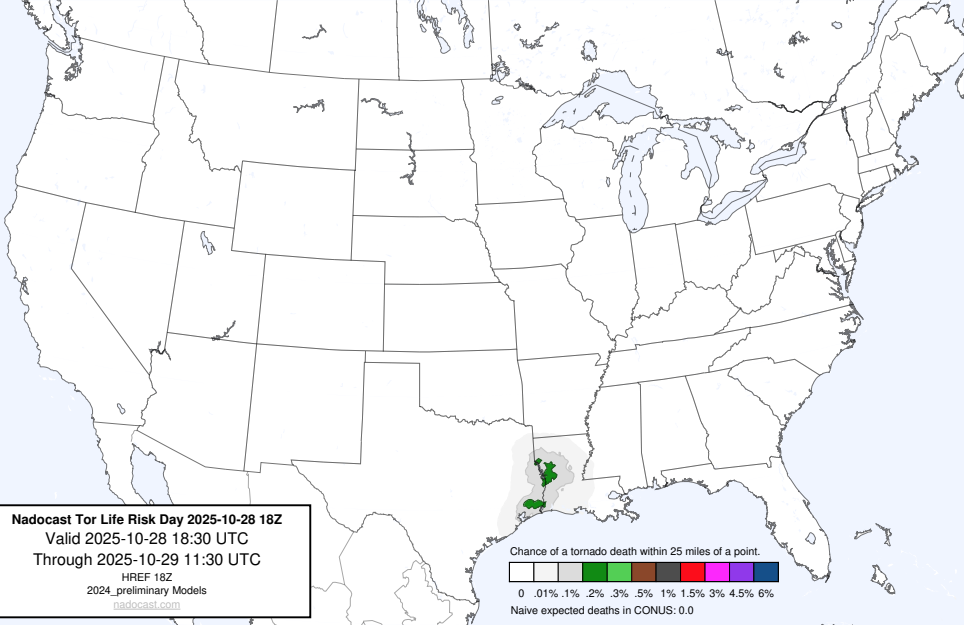 Nadocast Tor Life Risk Day 2025-10-28 18Z
Valid 2025-10-28 18:30 UTC
Through 2025-10-29 11:30 UTC
HREF 18Z
2024_preliminary Models
nadocast.com
Chance of a tornado death within 25 miles of a point.
0 .01% .1% .2% .3% .5% 1% 1.5% 3% 4.5% 6%
Naive expected deaths in CONUS: 0.0